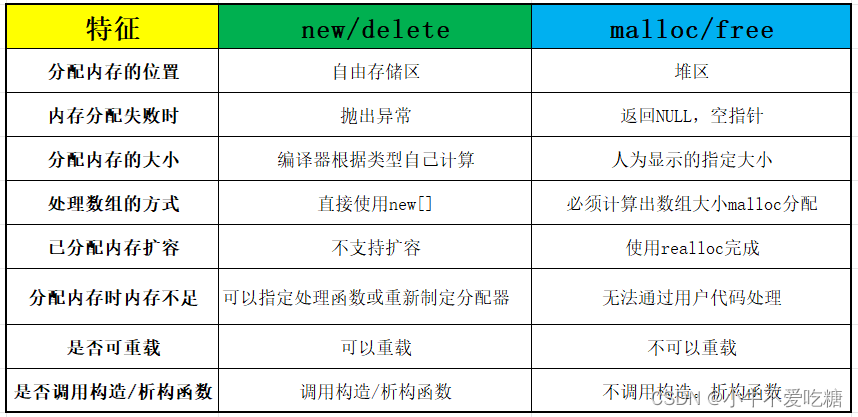 特征 new/delete malloc/free
分配内存的位置 自由存储区 堆区
内存分配失败时 抛出异常 返回NULL，空指针
分配内存的大小 编译器根据类型自己计算 人为显示的指定大小
处理数组的方式 直接使用new[] 必须计算出数组大小malloc分配
已分配内存扩容 不支持扩容 使用realloc完成
分配内存时内存不足 可以指定处理函数或重新制定分配器 无法通过用户代码处理
是否可重载 可以重载 不可以重载
是否调用构造/析构函数 调用构造/析构函数 不调用构造．析构函数
CSDN @小牛不爱吃糖